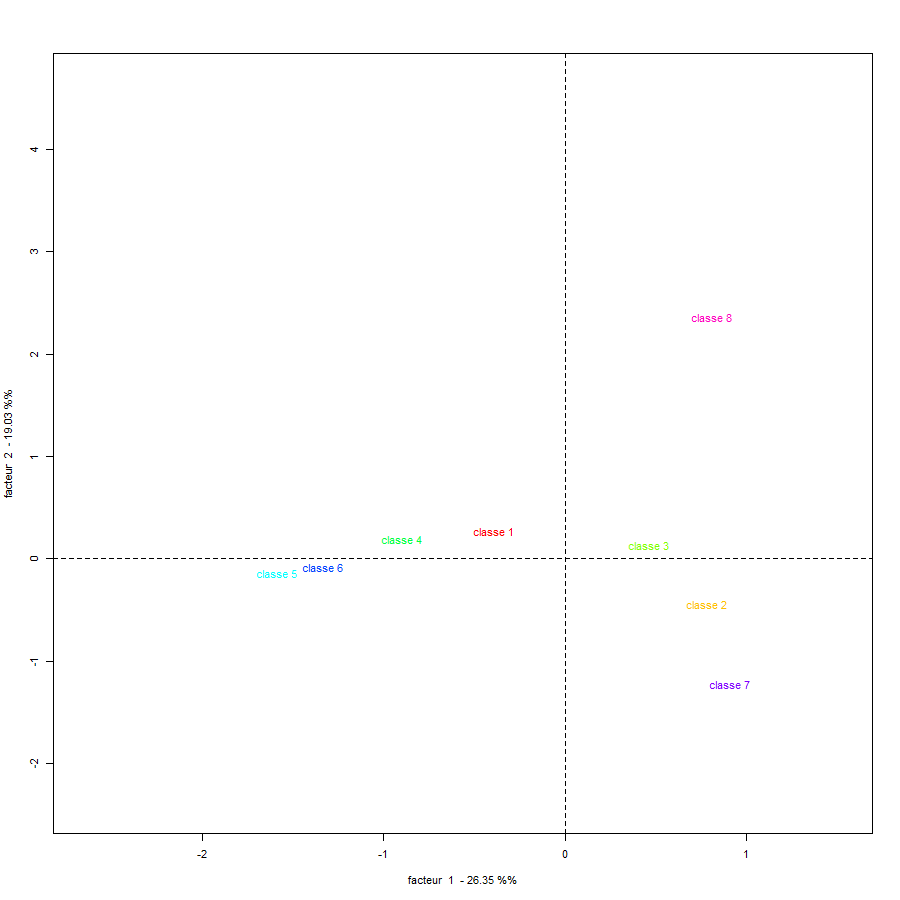 4
3
2
1
0
-1
-2
facteur 2 - 19.03 %%
classe 8
classe 1
classe 4
classe 3
classe 6
classe 5
classe 2
classe 7
-2
-1
0
1
facteur 1 - 26.35 %%